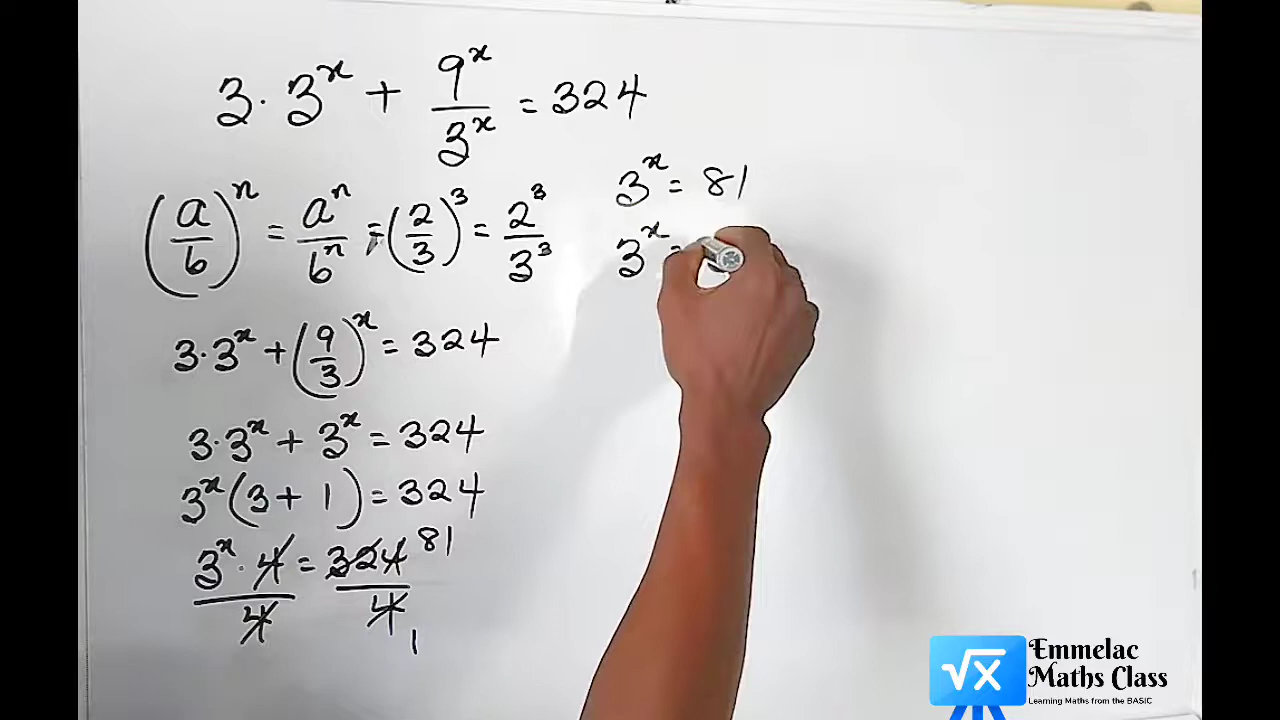 3·3^x + 9^x/3^x = 324
(a/b)^n = a^n/b^n = (2/3)^3 = 2^3/3^3
3·3^x + (9/3)^x = 324
3·3^x + 3^x = 324
3^x(3+1) = 324
3^x·4/4 = 324/4 81
1
3^x = 81
3^x =
√x
Emmelac
Maths Class
Learning Maths from the BASIC